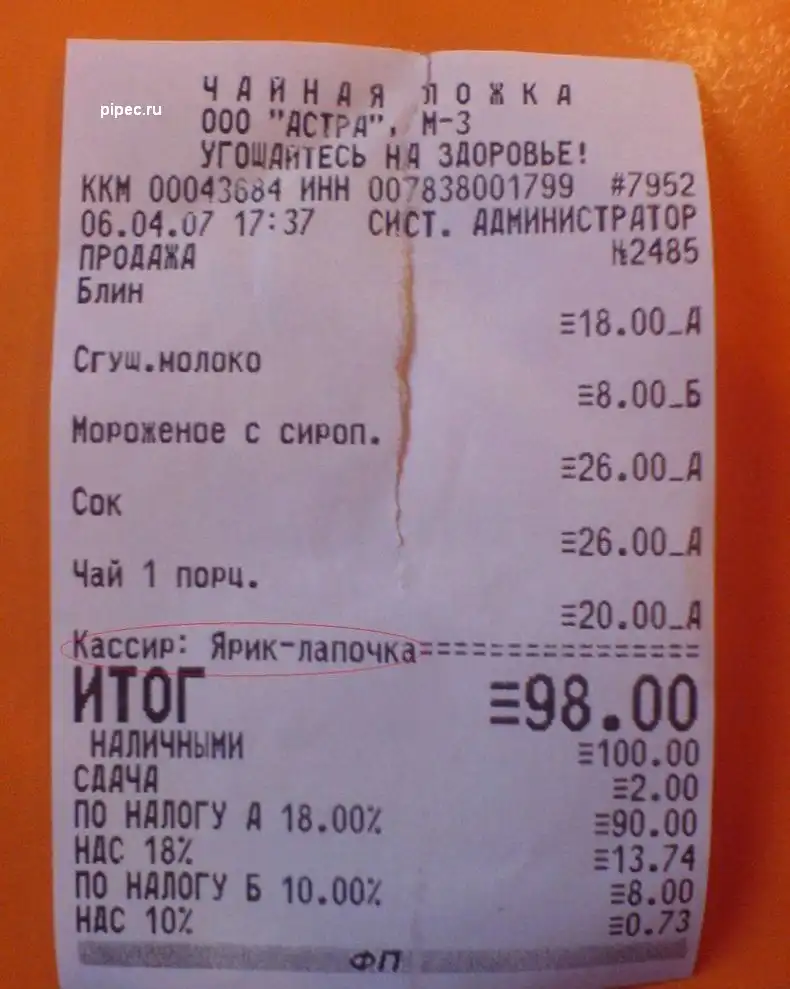 pipec.ru
ЧАЙНАЯ ЛОЖКА
ООО "АСТРА", М-3
УГОЩАЙТЕСЬ НА ЗДОРОВЬЕ!
ККМ 00043684 ИНН 007838001799 #7952
06.04.07 17:37 СИСТ. АДМИНИСТРАТОР
ПРОДАЖА №2485
Блин
≡18.00_А
Сгущ.молоко
≡8.00_Б
Мороженое с сироп.
≡26.00_А
Сок
≡26.00_А
Чай 1 порц.
≡20.00_А
Кассир: Ярик-лапочка=================
ИТОГ ≡98.00
НАЛИЧНЫМИ ≡100.00
СДАЧА ≡2.00
ПО НАЛОГУ А 18.00% ≡90.00
НДС 18% ≡13.74
ПО НАЛОГУ Б 10.00% ≡8.00
НДС 10% ≡0.73
ФП